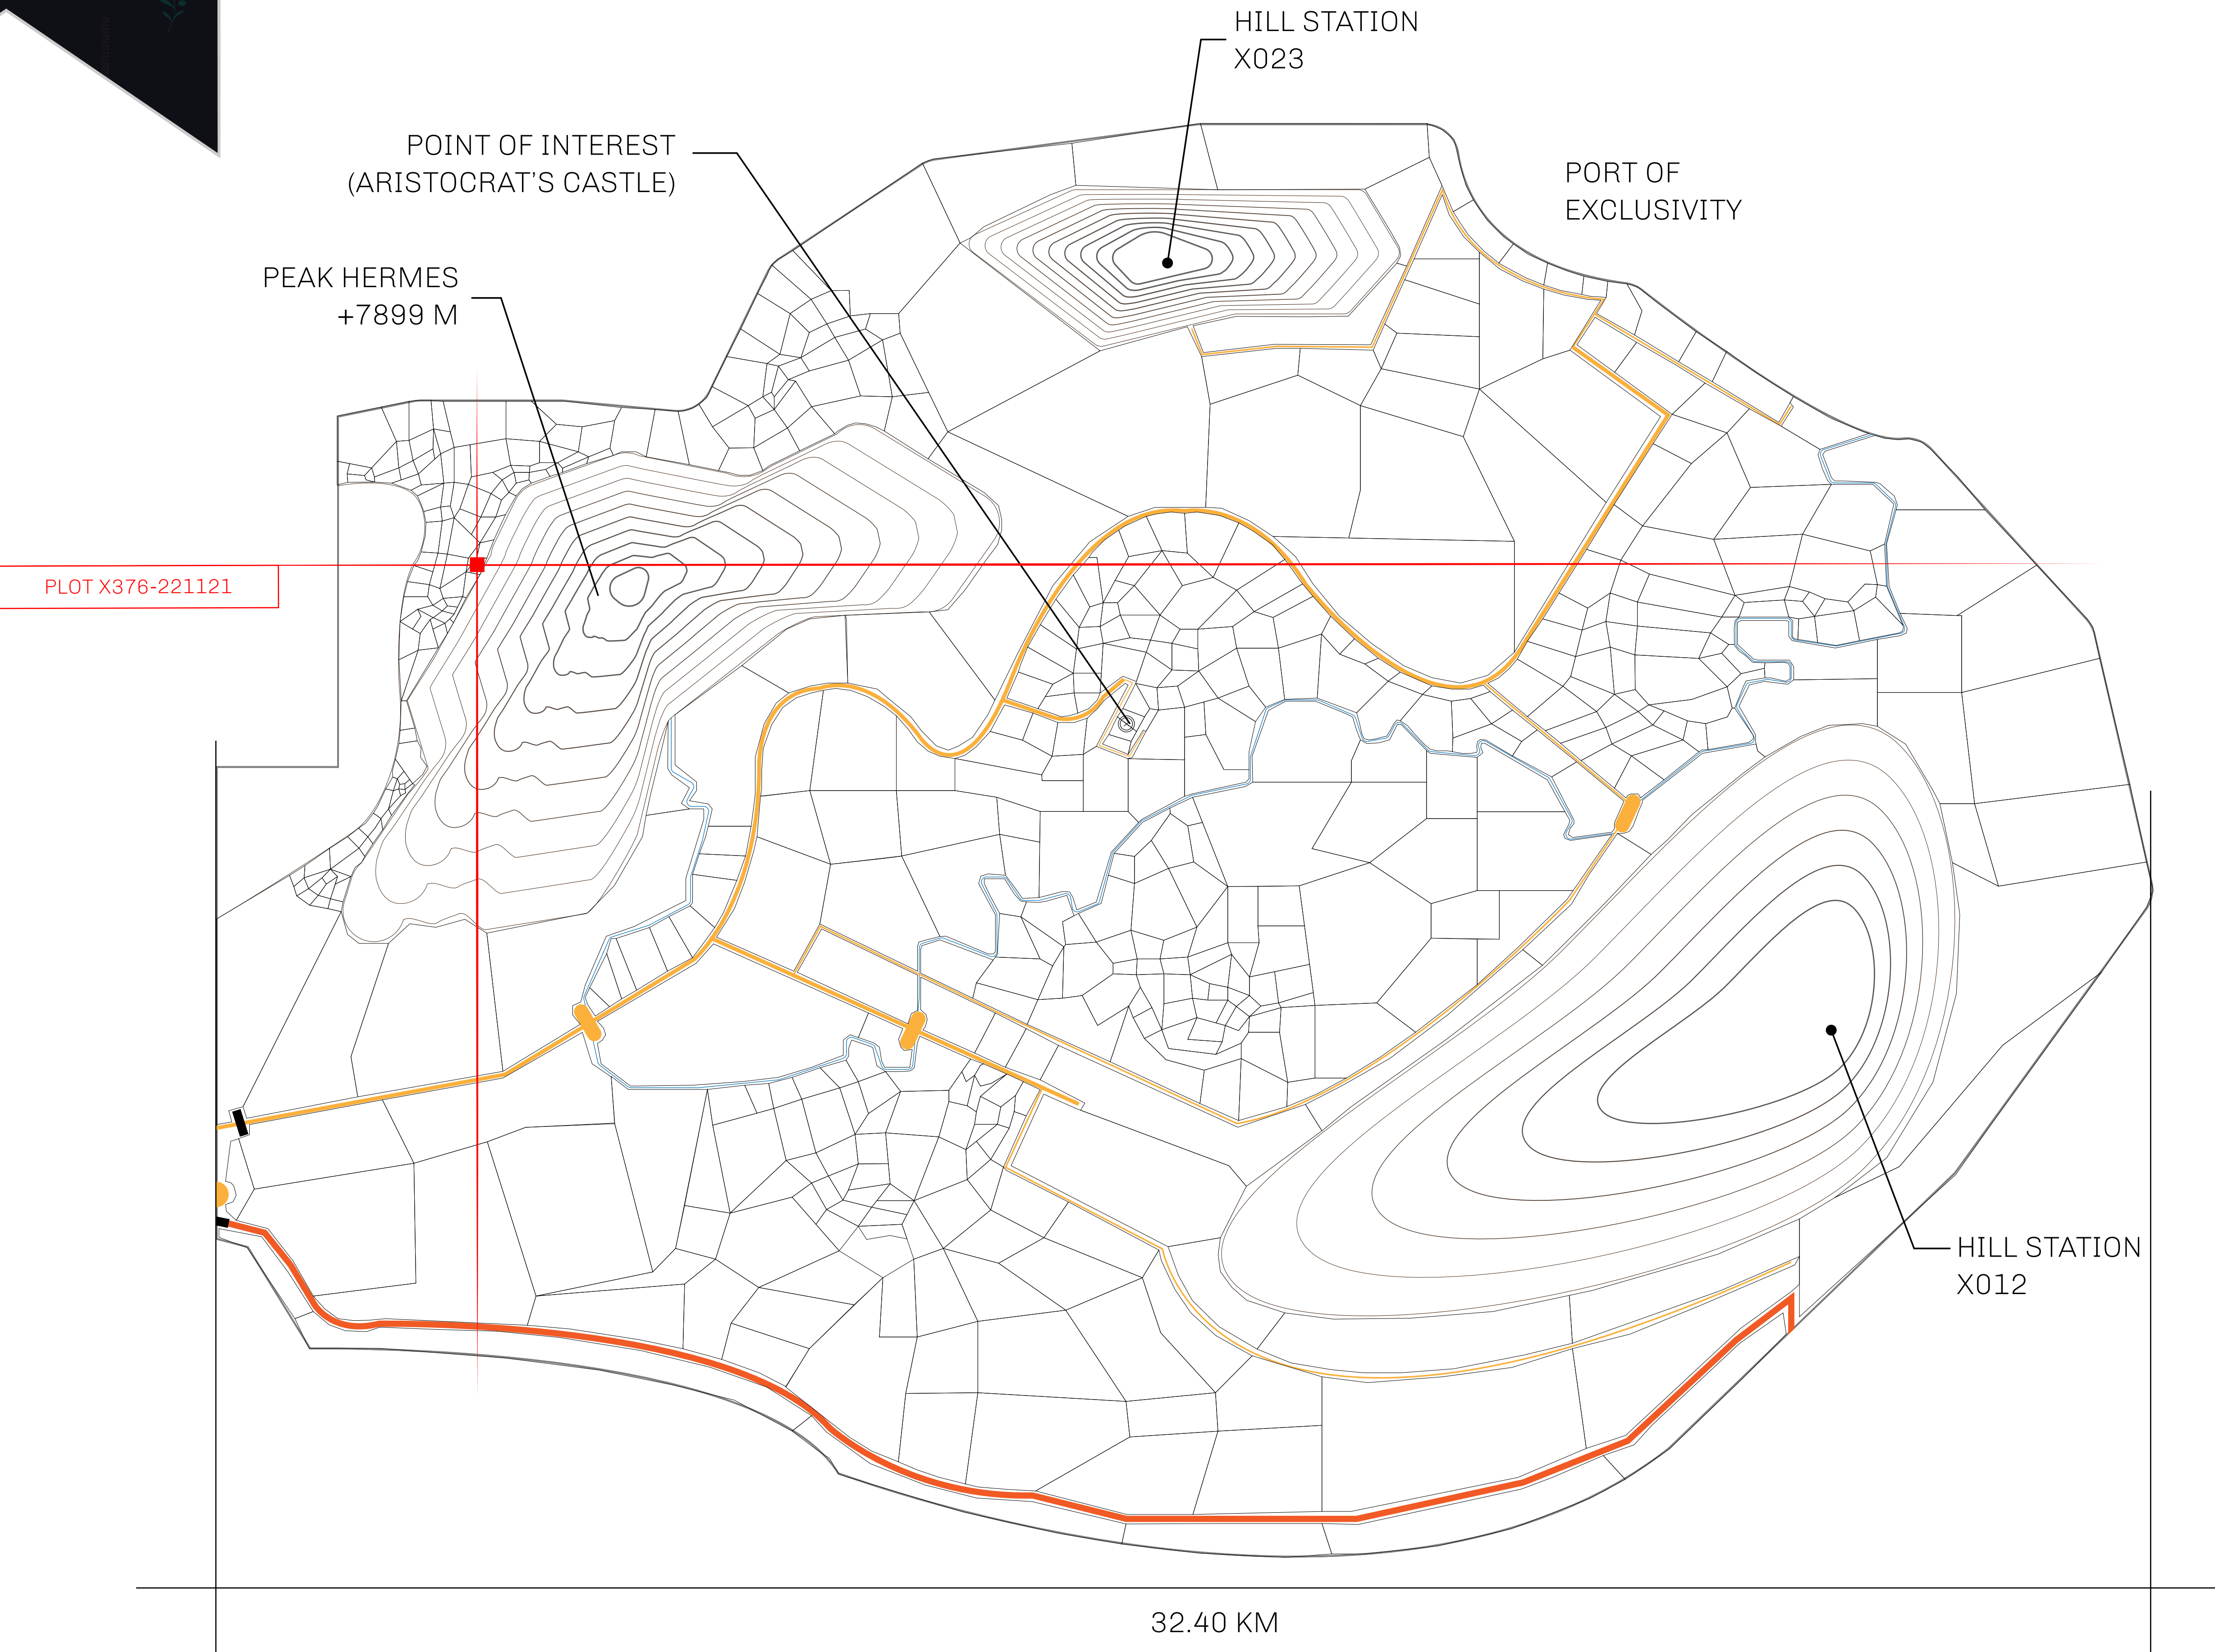 HILL STATION
X023
POINT OF INTEREST
(ARISTOCRAT'S CASTLE)
PORT OF
EXCLUSIVITY
PEAK HERMES
+7899 M
PLOT X376-221121
HILL STATION
X012
32.40 KM